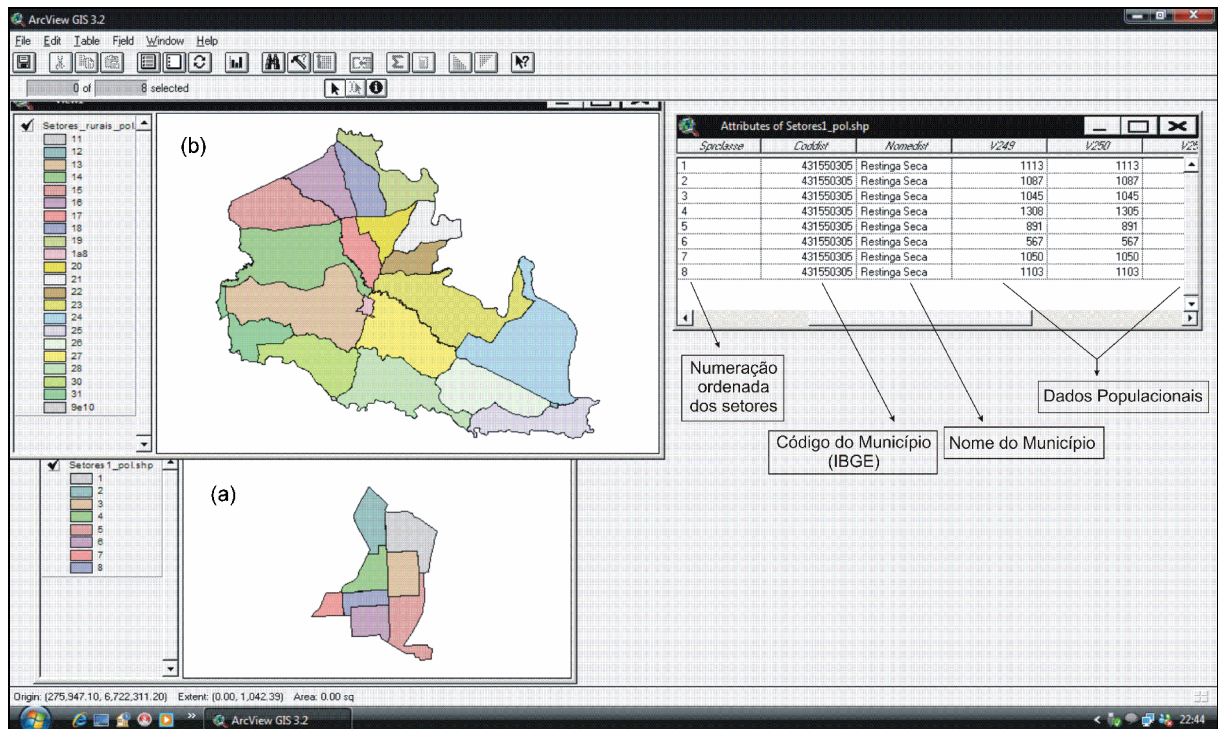 ArcView GIS 3.2
File Edit Table Field Window Help
0 of 8 selected
Setores_rurais_pol
11
12
13
14
15
16
17
18
19
1a8
20
21
22
23
24
25
26
27
28
30
31
9e10
(b)
Attributes of Setores1_pol.shp
Sprclasse Coddist Nomedist V249 V250
1 431550305 Restinga Seca 1113 1113
2 431550305 Restinga Seca 1087 1087
3 431550305 Restinga Seca 1045 1045
4 431550305 Restinga Seca 1308 1305
5 431550305 Restinga Seca 891 891
6 431550305 Restinga Seca 567 567
7 431550305 Restinga Seca 1050 1050
8 431550305 Restinga Seca 1103 1103
Numeração
ordenada
dos setores
Código do Município
(IBGE)
Nome do Município
Dados Populacionais
Setores1_pol.shp
1
2
3
4
5
6
7
8
(a)
Origin: (275,947.10, 6,722,311.20) Extent: (0.00, 1,042.39) Area: 0.00 sq
ArcView GIS 3.2
22:44